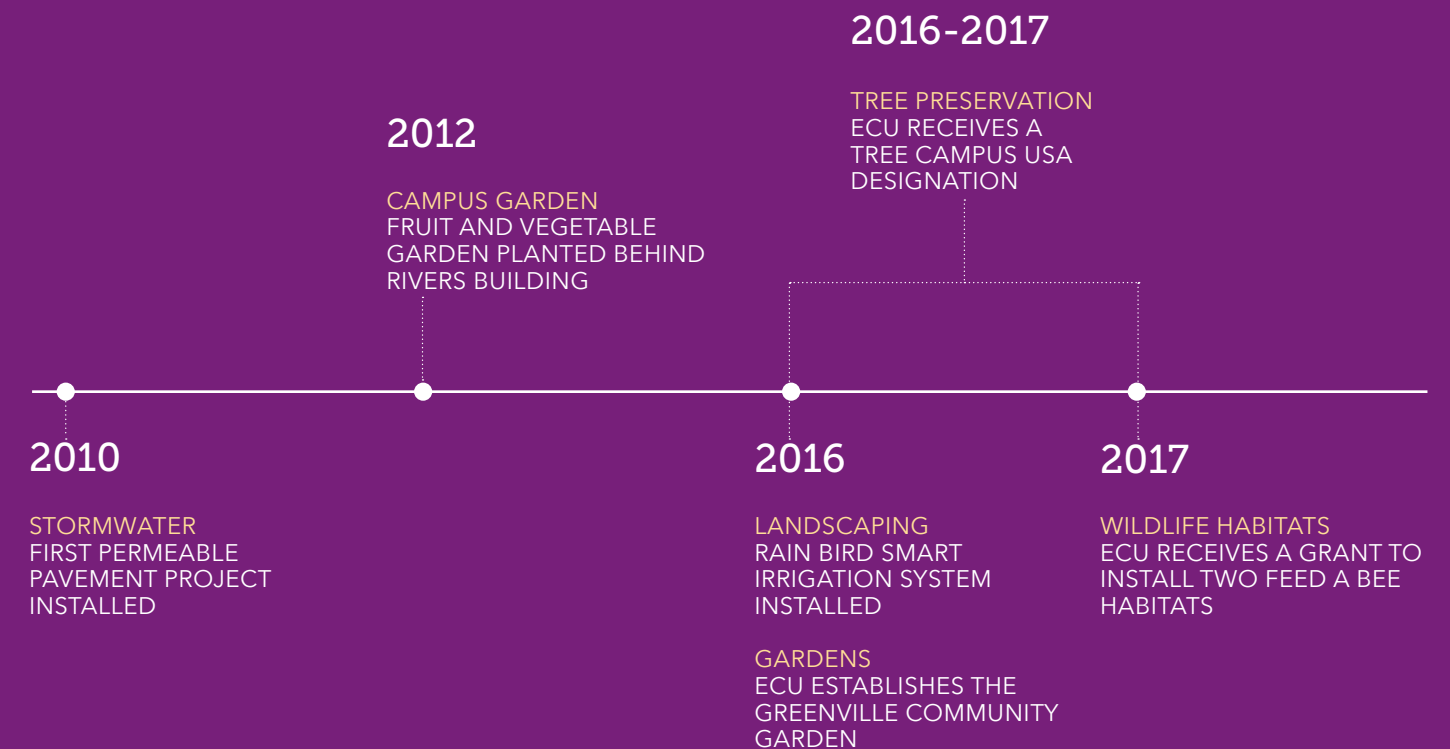 2016-2017
TREE PRESERVATION
ECU RECEIVES A
TREE CAMPUS USA
DESIGNATION
2012
CAMPUS GARDEN
FRUIT AND VEGETABLE
GARDEN PLANTED BEHIND
RIVERS BUILDING
2010
STORMWATER
FIRST PERMEABLE
PAVEMENT PROJECT
INSTALLED
2016
LANDSCAPING
RAIN BIRD SMART
IRRIGATION SYSTEM
INSTALLED
GARDENS
ECU ESTABLISHES THE
GREENVILLE COMMUNITY
GARDEN
2017
WILDLIFE HABITATS
ECU RECEIVES A GRANT TO
INSTALL TWO FEED A BEE
HABITATS